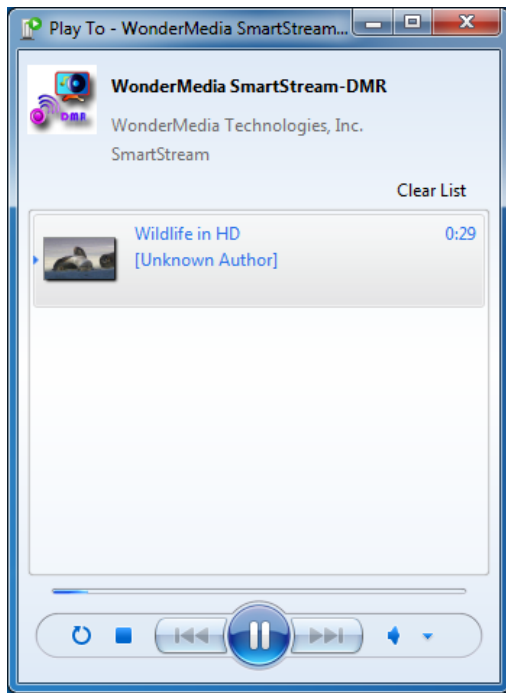 Play To - WonderMedia SmartStream...
WonderMedia SmartStream-DMR
DMR
WonderMedia Technologies, Inc.
SmartStream
Clear List
Wildlife in HD 0:29
[Unknown Author]